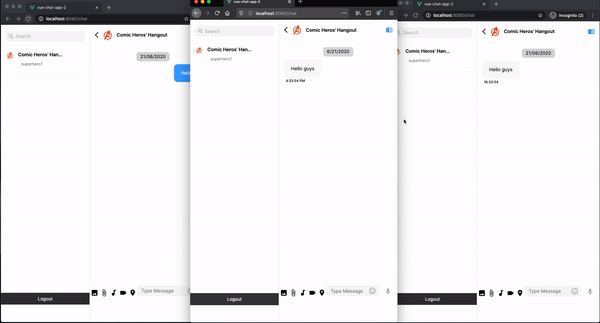 vue-chat-app-2
localhost:8080/chat
Search
Comic Heros' Han...
superhero1
Logout
Comic Heros' Hangout
21/06/2020
Type Message
vue-chat-app-2
localhost:8080/chat
Search
Comic Heros' Han...
superhero1
Logout
Comic Heros' Hangout
6/21/2020
Hello guys
4:33:54 PM
Type Message
vue-chat-app-2
localhost:8080/chat
Incognito (2)
Search
Comic Heros' Han...
superhero1
Logout
Comic Heros' Hangout
21/06/2020
Hello guys
16:33:54
Type Message